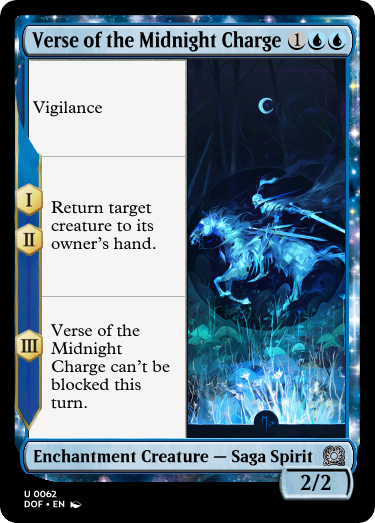 Verse of the Midnight Charge 1
Vigilance
I
II
Return target
creature to its
owner's hand.
III
Verse of the
Midnight
Charge can't be
blocked this
turn.
Enchantment Creature — Saga Spirit
2/2
U 0062
DOF • EN